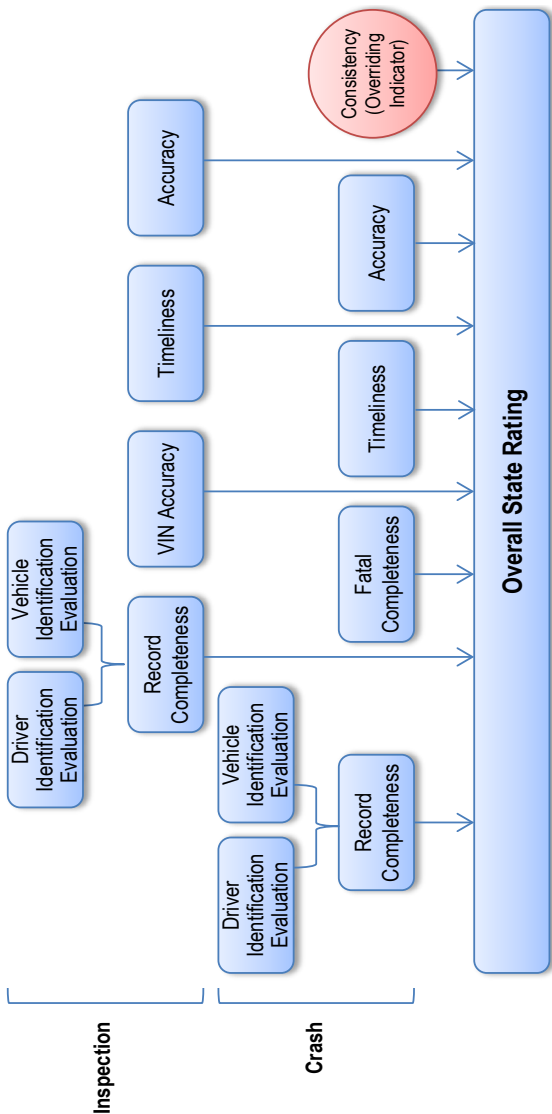 Inspection
Driver
Identification
Evaluation
Vehicle
Identification
Evaluation
Record
Completeness
VIN Accuracy
Timeliness
Accuracy
Crash
Driver
Identification
Evaluation
Vehicle
Identification
Evaluation
Record
Completeness
Fatal
Completeness
Timeliness
Accuracy
Consistency
(Overriding
Indicator)
Overall State Rating